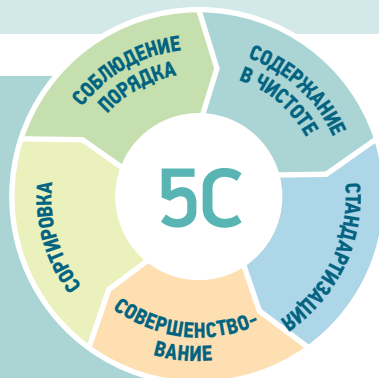 СОБЛЮДЕНИЕ
ПОРЯДКА
СОДЕРЖАНИЕ
В ЧИСТОТЕ
СТАНДАРТИЗАЦИЯ
СОВЕРШЕНСТВО-
ВАНИЕ
СОРТИРОВКА
5С